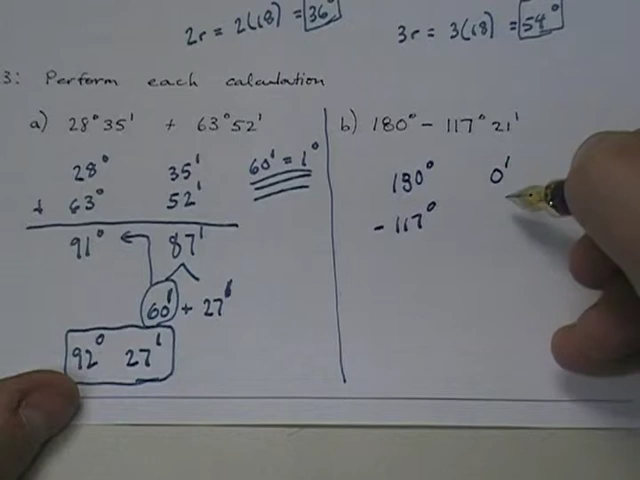 2r = 2(18) = 36°
3r = 3(18) = 54°
3: Perform each calculation
a) 28°35' + 63°52'
28° 35'
+ 63° 52'
91° 87'
60' + 27'
92° 27'
60' = 1°
b) 180° - 117°21'
180° 0'
- 117°